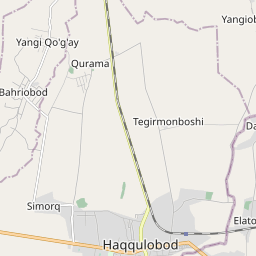 Yangiob
Yangi Qo'g'ay
Qurama
Bahriobod
Tegirmonboshi
Da
Simorq
Elato
Haqqulobod